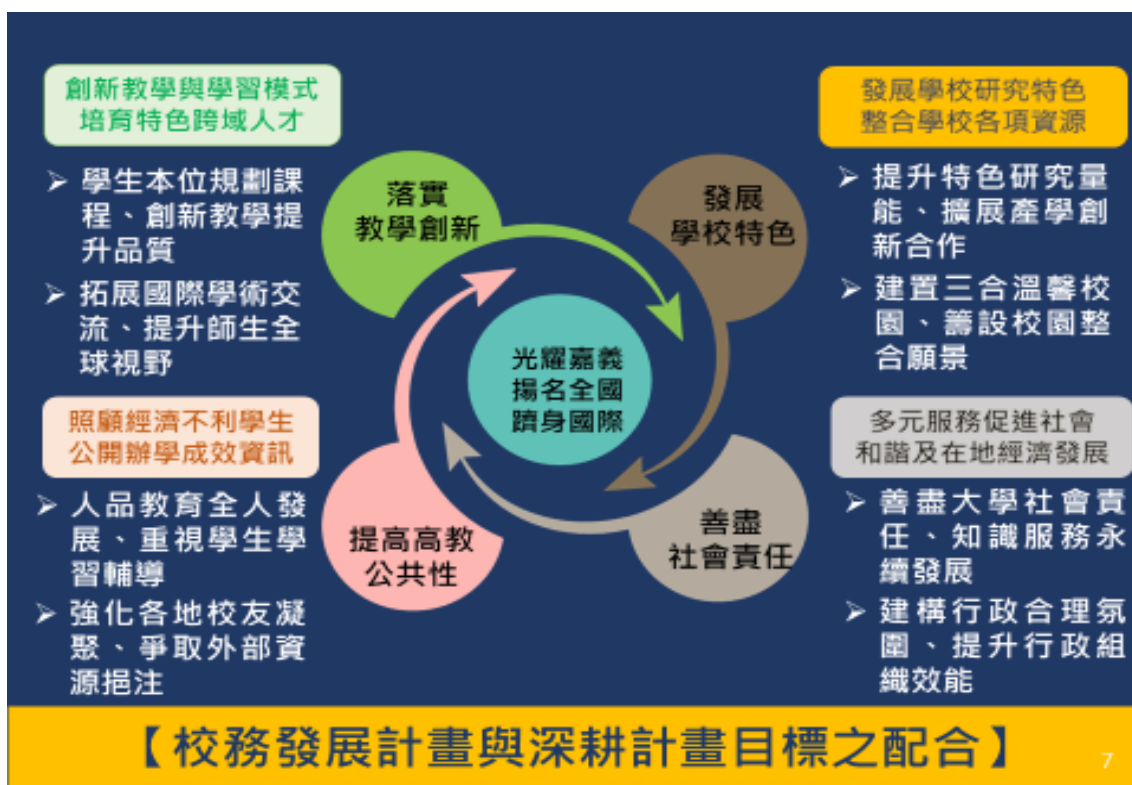 創新教學與學習模式
培育特色跨域人才
➢ 學生本位規劃課
程、創新教學提
升品質
➢ 拓展國際學術交
流、提升師生全
球視野
照顧經濟不利學生
公開辦學成效資訊
➢ 人品教育全人發
展、重視學生學
習輔導
➢ 強化各地校友凝
聚、爭取外部資
源挹注
落實
教學創新
發展
學校特色
光耀嘉義
揚名全國
躋身國際
提高高教
公共性
善盡
社會責任
發展學校研究特色
整合學校各項資源
➢ 提升特色研究量
能、擴展產學創
新合作
➢ 建置三合溫馨校
園、籌設校園整
合願景
多元服務促進社會
和諧及在地經濟發展
➢ 善盡大學社會責
任、知識服務永
續發展
➢ 建構行政合理氛
圍、提升行政組
織效能
【校務發展計畫與深耕計畫目標之配合】
7